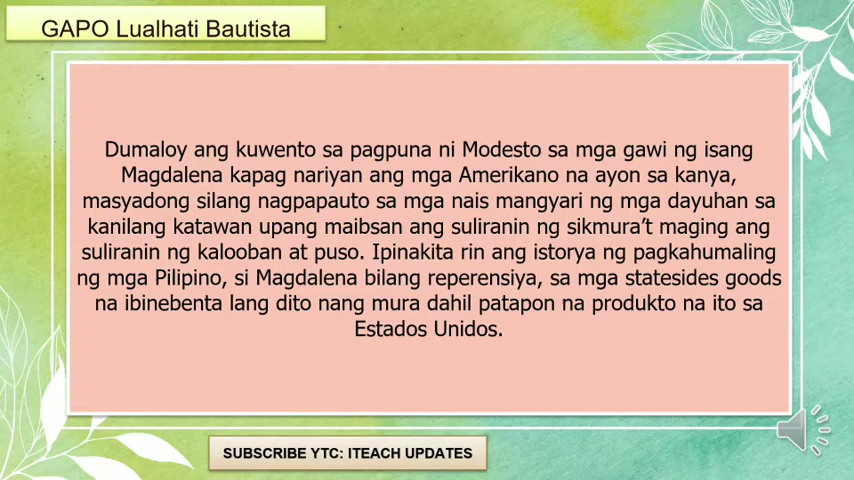 GAPO Lualhati Bautista
Dumaloy ang kuwento sa pagpuna ni Modesto sa mga gawi ng isang
Magdalena kapag nariyan ang mga Amerikano na ayon sa kanya,
masyadong silang nagpapauto sa mga nais mangyari ng mga dayuhan sa
kanilang katawan upang maibsan ang suliranin ng sikmura’t maging ang
suliranin ng kalooban at puso. Ipinakita rin ang istorya ng pagkahumaling
ng mga Pilipino, si Magdalena bilang reperensiya, sa mga statesides goods
na ibinebenta lang dito nang mura dahil patapon na produkto na ito sa
Estados Unidos.
SUBSCRIBE YTC: ITEACH UPDATES